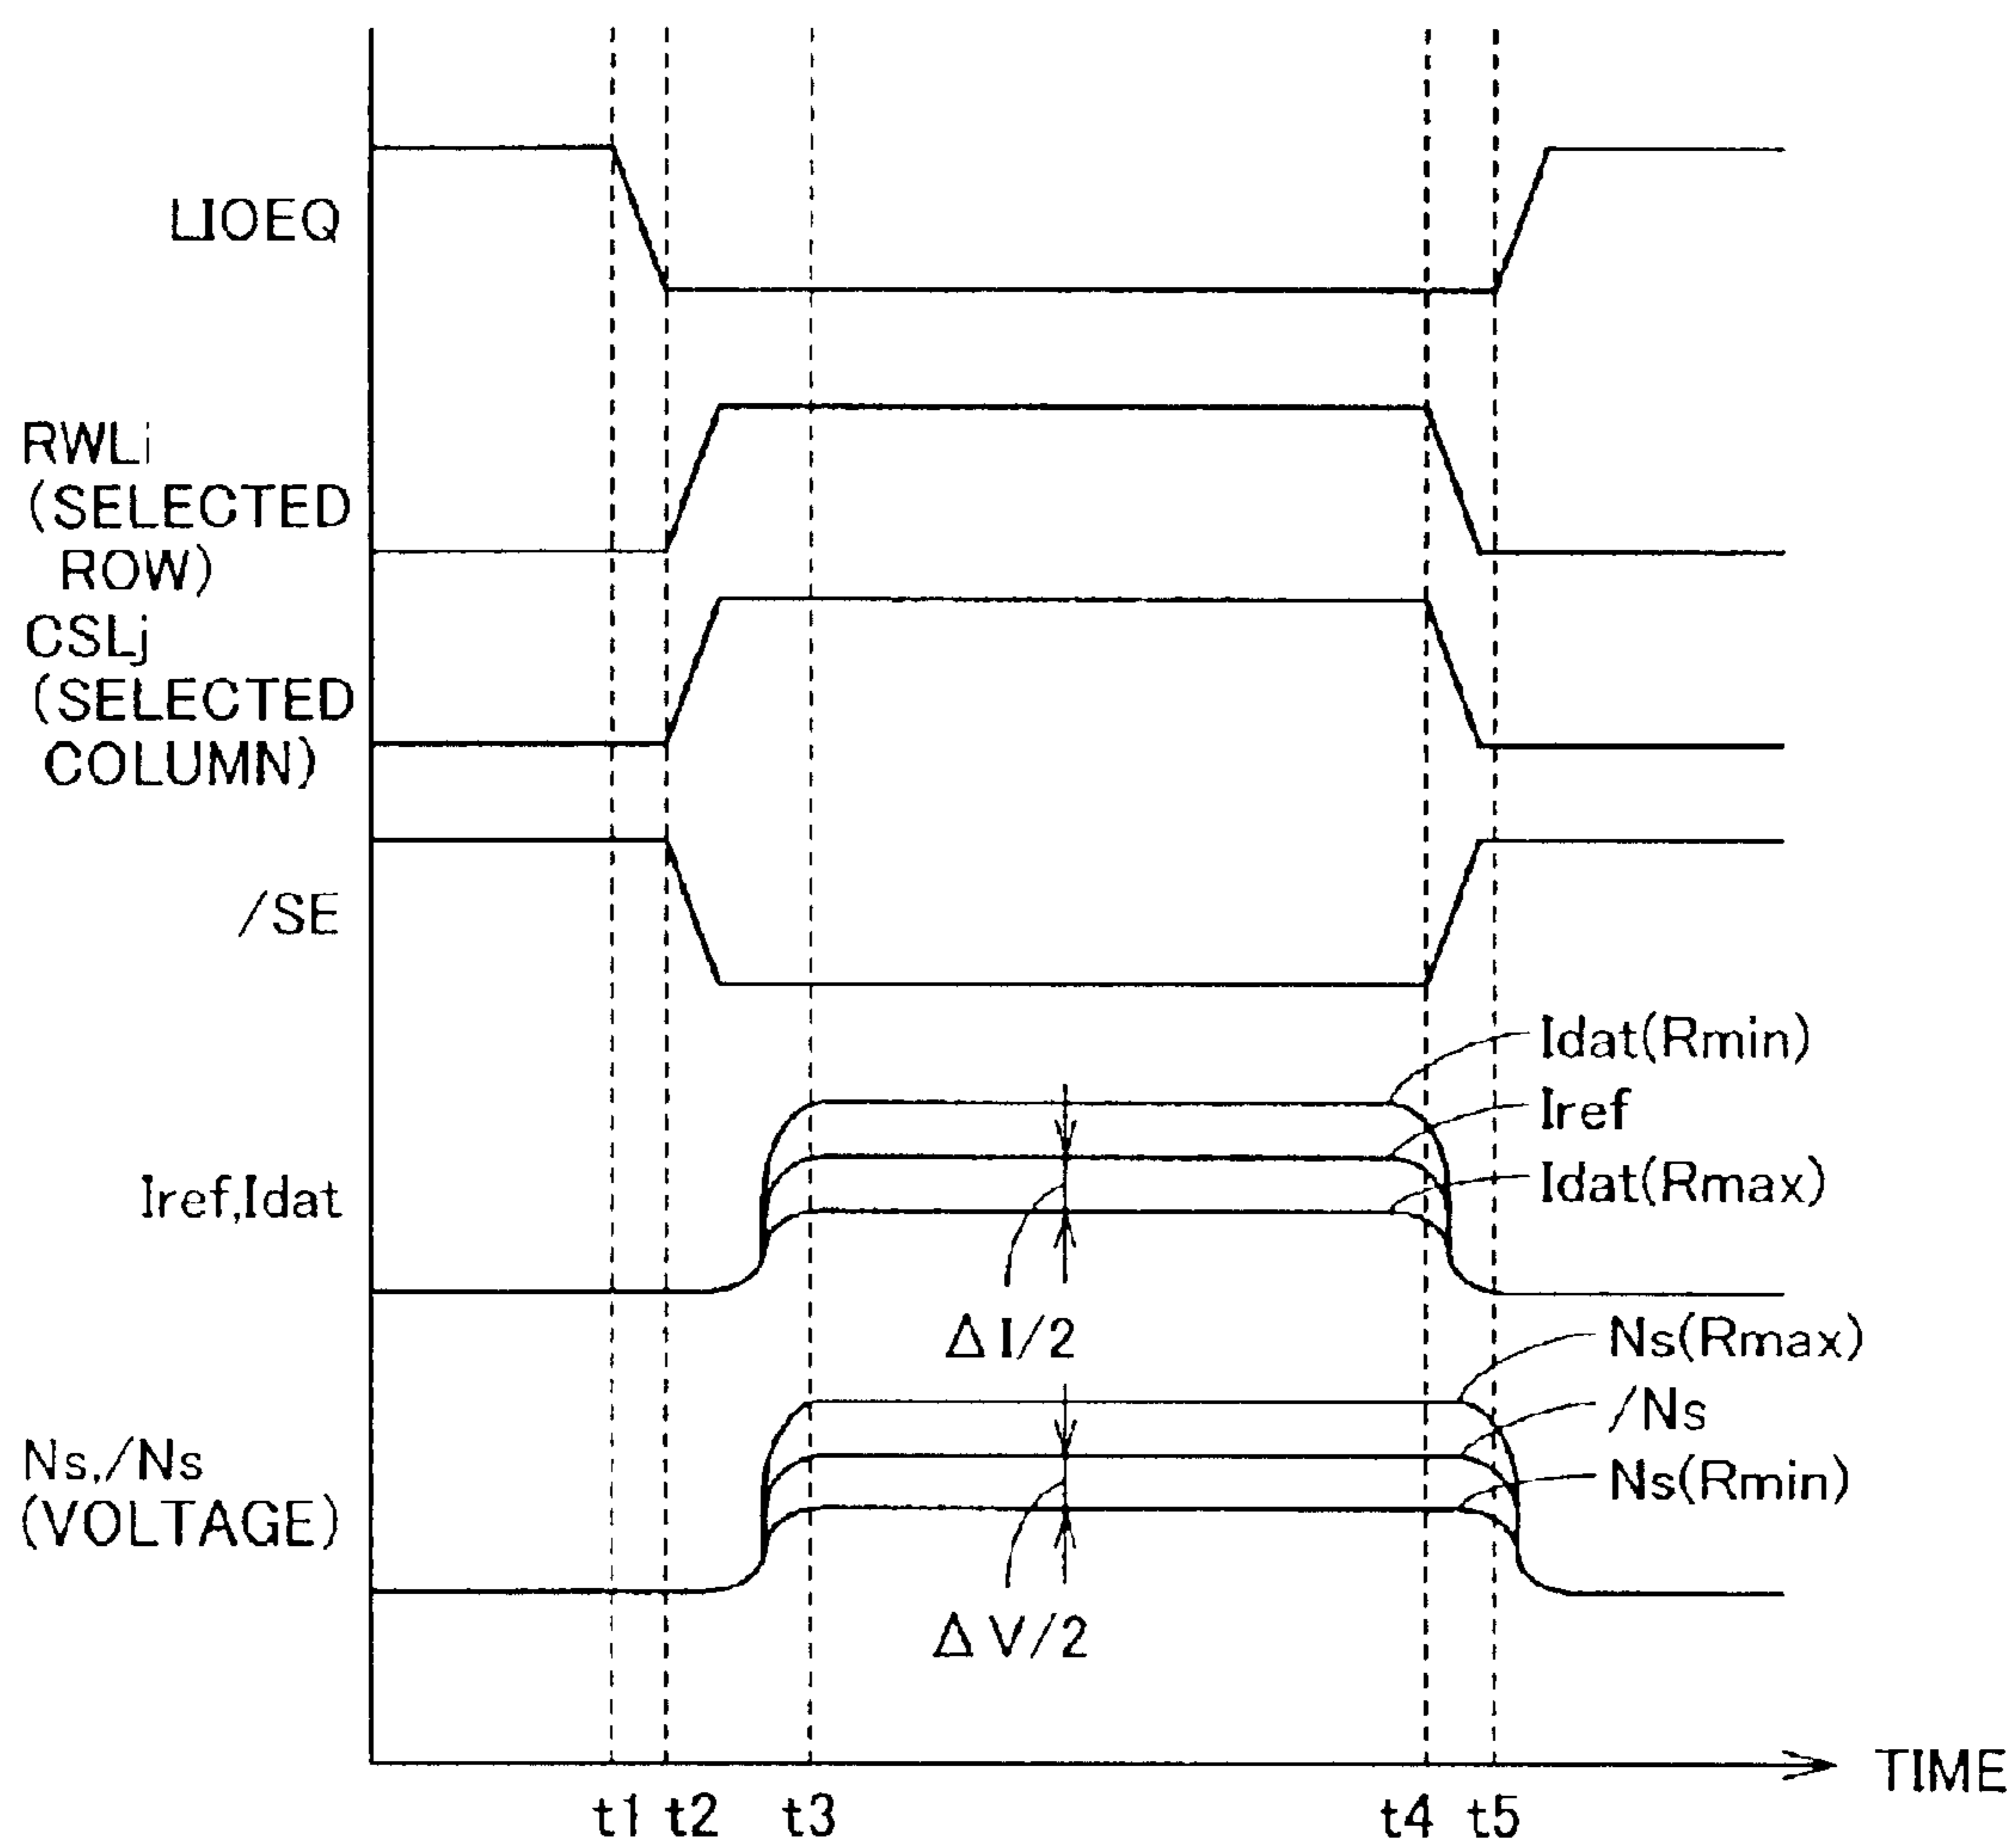 LIOEQ
RWLi
(SELECTED
ROW)
CSLj
(SELECTED
COLUMN)
/SE
Iref,Idat
Idat(Rmin)
Iref
Idat(Rmax)
ΔI/2
Ns,/Ns
(VOLTAGE)
Ns(Rmax)
/Ns
Ns(Rmin)
ΔV/2
TIME
t1 t2 t3 t4 t5